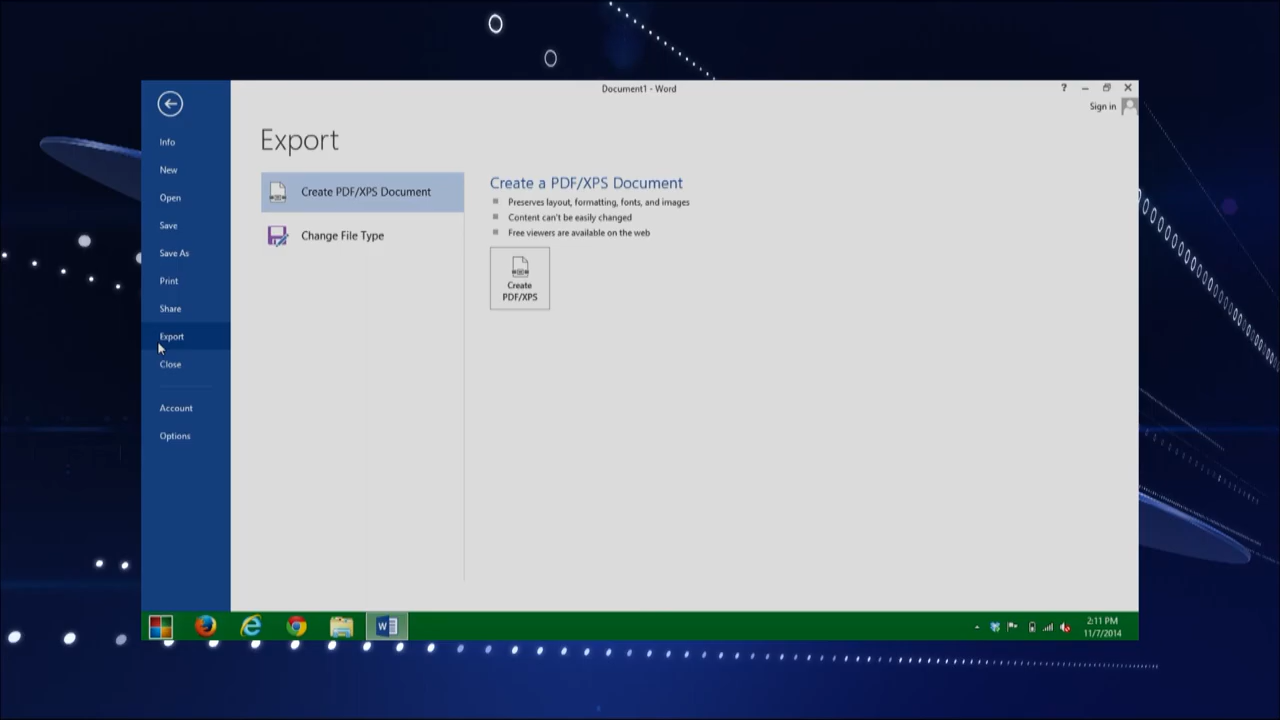 Document1 - Word
?
Sign in
Info
New
Open
Save
Save As
Print
Share
Export
Close
Account
Options
Export
Create PDF/XPS Document
Change File Type
Create a PDF/XPS Document
Preserves layout, formatting, fonts, and images
Content can't be easily changed
Free viewers are available on the web
Create
PDF/XPS
2:11 PM
11/7/2014